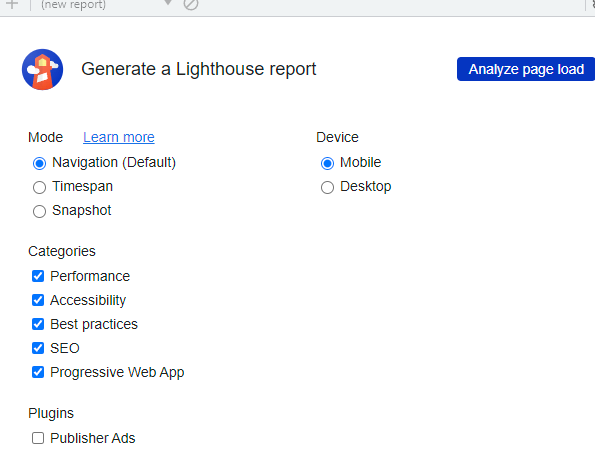 (new report)
Generate a Lighthouse report
Analyze page load
Mode Learn more
Device
Navigation (Default)
Mobile
Timespan
Desktop
Snapshot
Categories
Performance
Accessibility
Best practices
SEO
Progressive Web App
Plugins
Publisher Ads